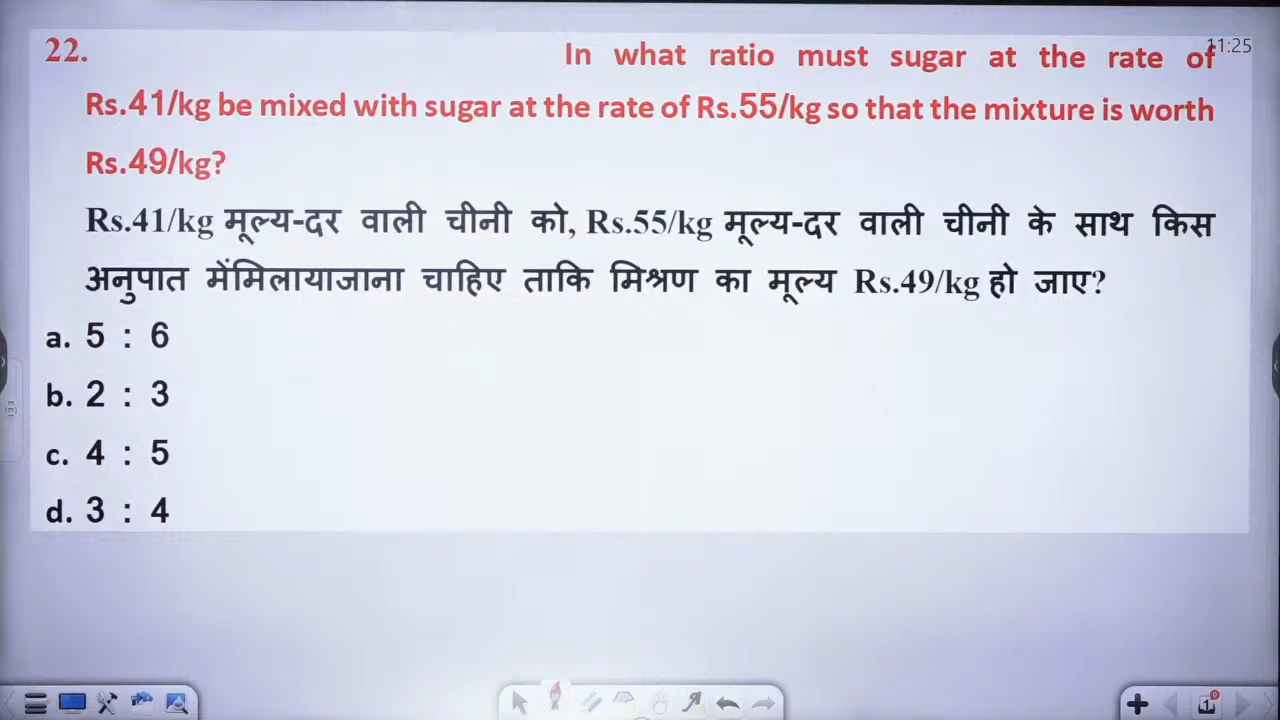 11:25
22. In what ratio must sugar at the rate of
Rs.41/kg be mixed with sugar at the rate of Rs.55/kg so that the mixture is worth
Rs.49/kg?
Rs.41/kg मूल्य-दर वाली चीनी को, Rs.55/kg मूल्य-दर वाली चीनी के साथ किस
अनुपात मेंमिलायाजाना चाहिए ताकि मिश्रण का मूल्य Rs.49/kg हो जाए?
a. 5 : 6
b. 2 : 3
c. 4 : 5
d. 3 : 4